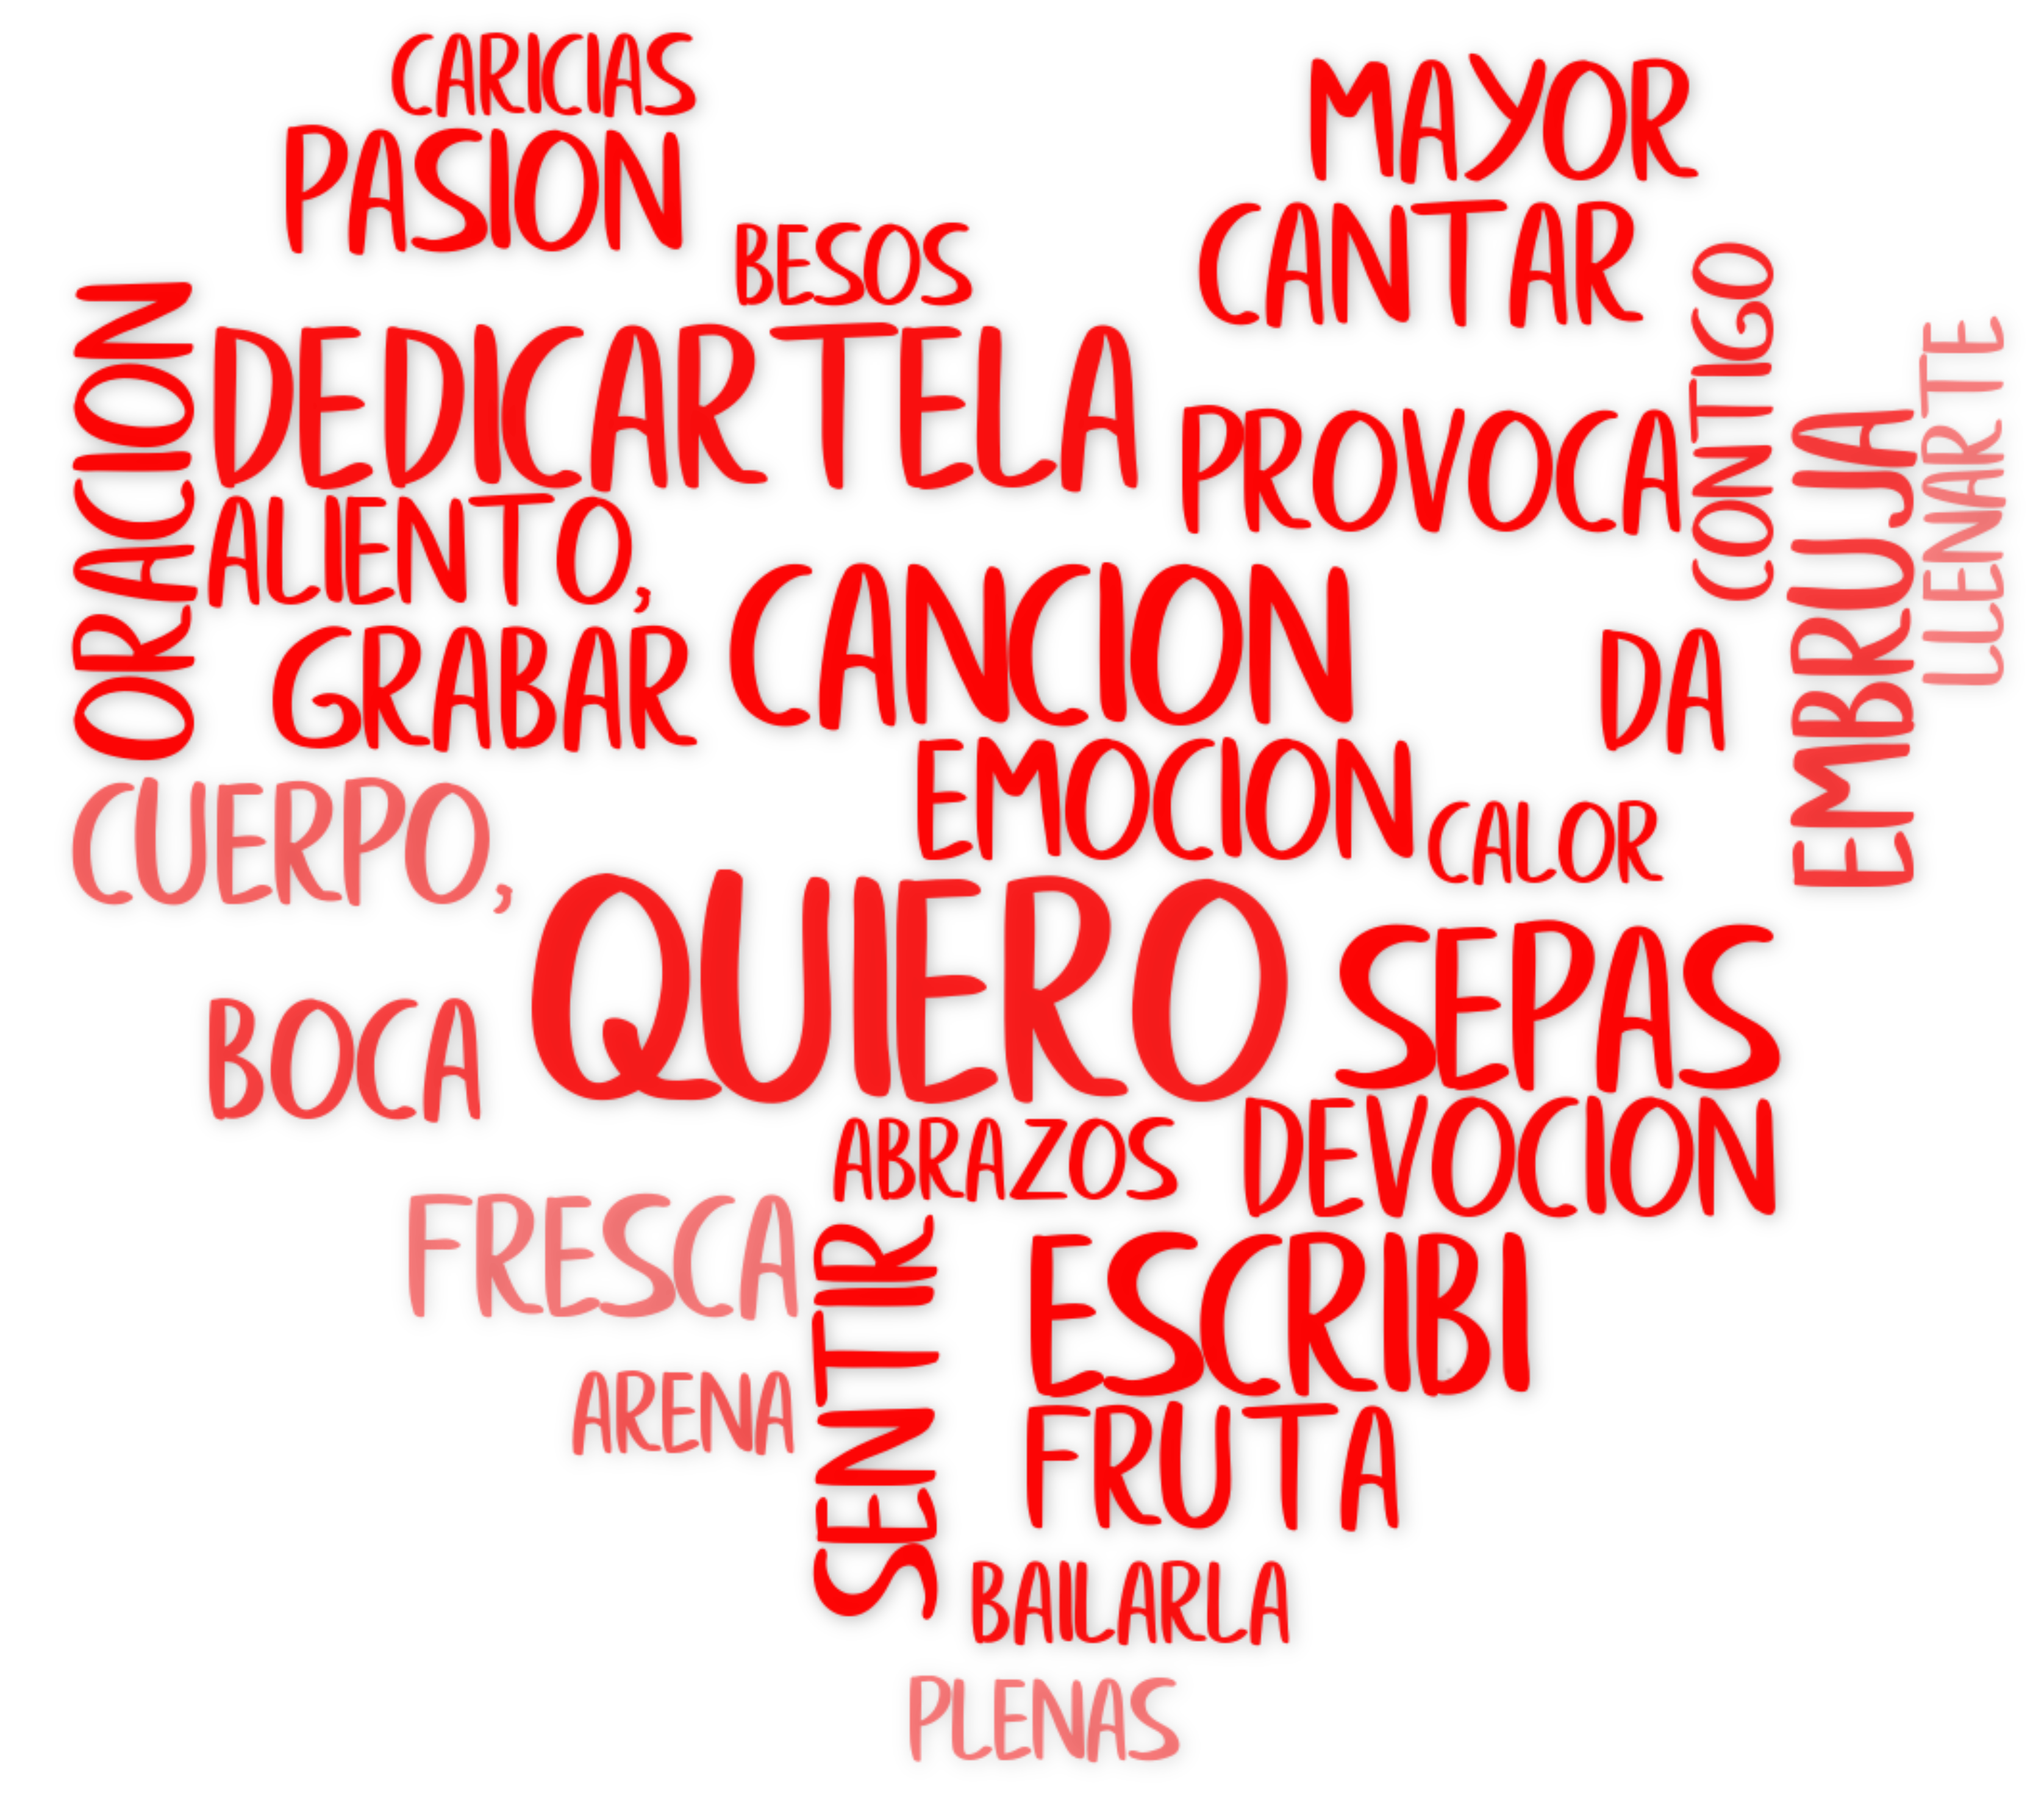 CARICIAS
MAYOR
PASION
CANTAR
BESOS
CONTIGO
ORACION
DEDICARTELA
LLENARTE
PROVOCA
EMBRUJA
ALIENTO,
CANCION
GRABAR
DA
EMOCION
CUERPO,
CALOR
QUIERO
SEPAS
BOCA
DEVOCION
ABRAZOS
FRESCA
SENTIR
ESCRIBI
ARENA
FRUTA
BAILARLA
PLENAS